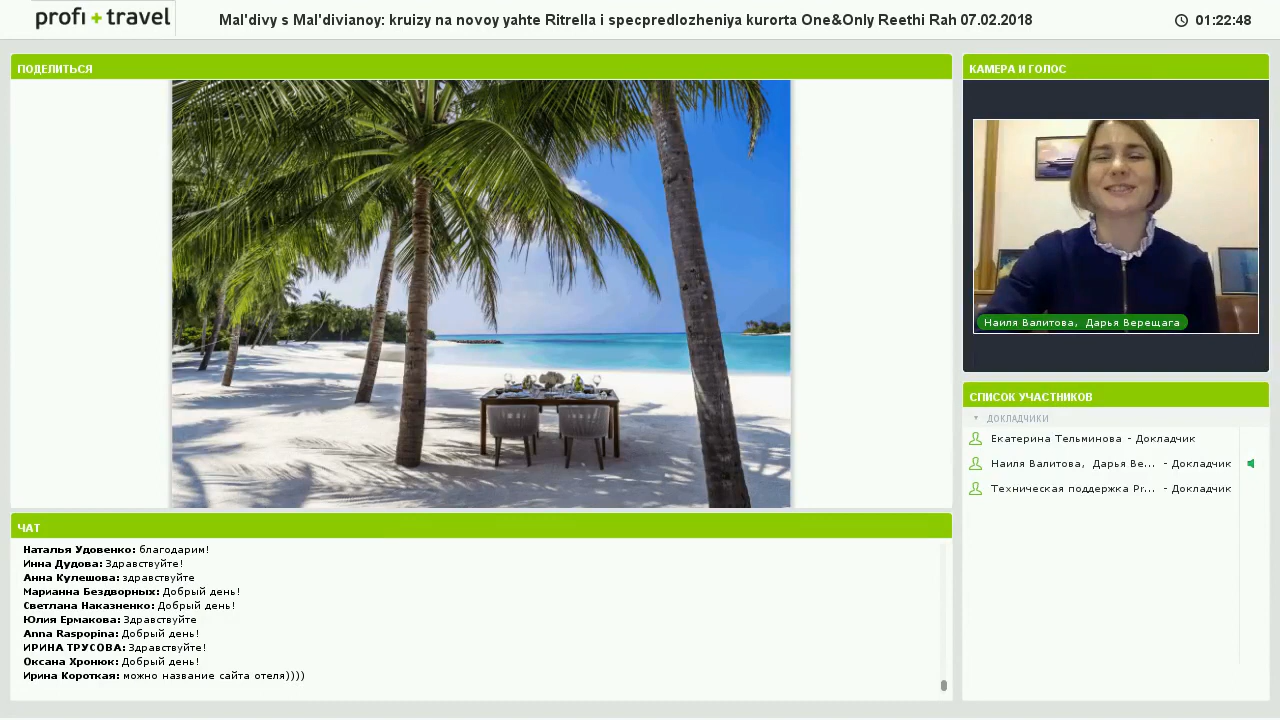 profi + travel
Mal'divy s Mal'divianoy: kruizy na novoy yahte Ritrella i specpredlozheniya kurorta One&Only Reethi Rah 07.02.2018
01:22:48
ПОДЕЛИТЬСЯ
КАМЕРА И ГОЛОС
Наиля Валитова, Дарья Верещага
СПИСОК УЧАСТНИКОВ
ДОКЛАДЧИКИ
Екатерина Тельминова - Докладчик
Наиля Валитова, Дарья Ве... - Докладчик
Техническая поддержка Pr... - Докладчик
ЧАТ
Наталья Удовенко: благодарим!
Инна Дудова: Здравствуйте!
Анна Кулешова: здравствуйте
Марианна Бездворных: Добрый день!
Светлана Наказненко: Добрый день!
Юлия Ермакова: Здравствуйте
Anna Raspopina: Добрый день!
ИРИНА ТРУСОВА: Здравствуйте!
Оксана Хронюк: Добрый день!
Ирина Короткая: можно название сайта отеля))))